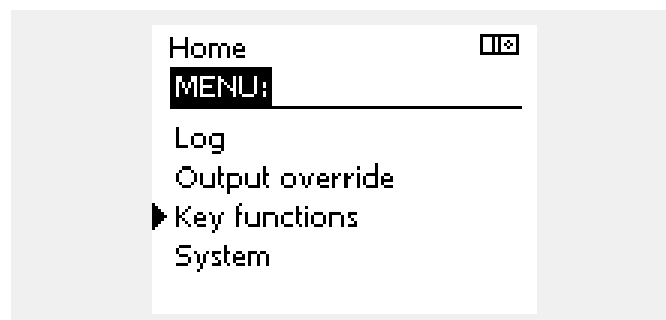 Home
MENU:
Log
Output override
Key functions
System